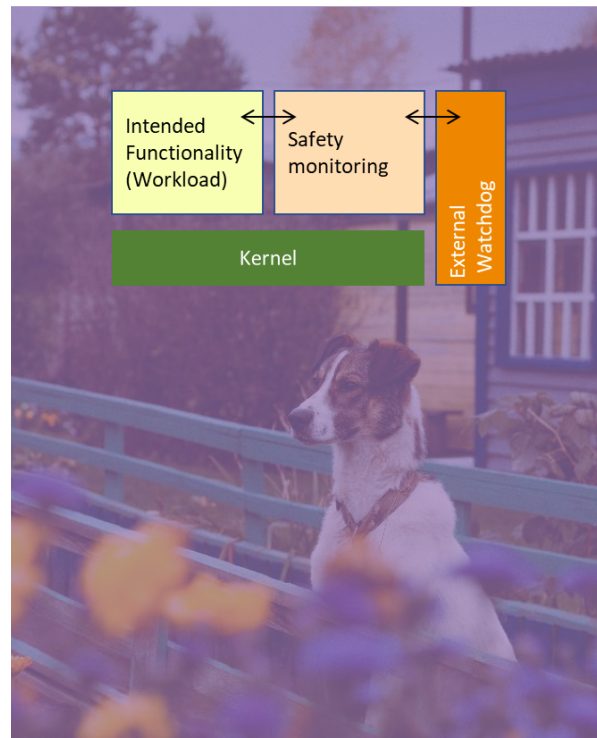 Intended
Functionality
(Workload)
Safety
monitoring
Kernel
External
Watchdog